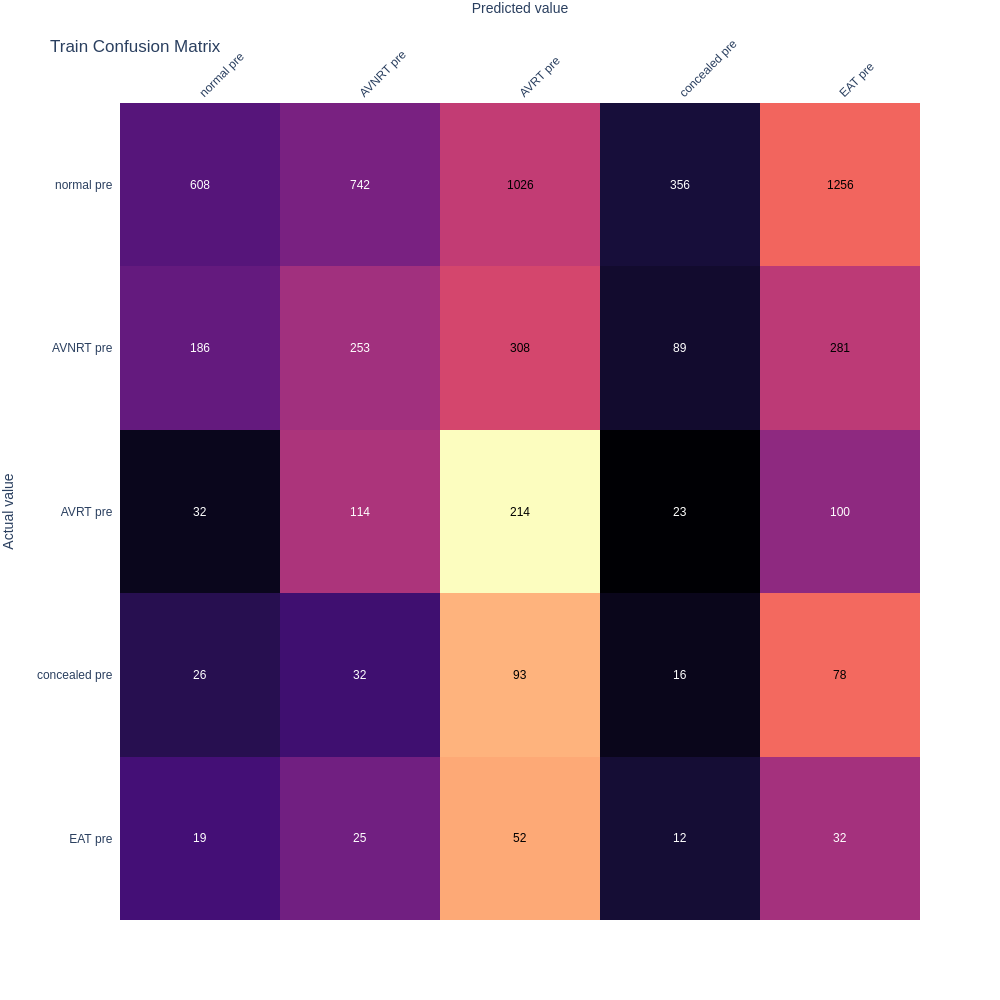 Predicted value
Train Confusion Matrix
normal pre AVNRT pre AVRT pre concealed pre EAT pre
normal pre 608 742 1026 356 1256
AVNRT pre 186 253 308 89 281
Actual value
AVRT pre 32 114 214 23 100
concealed pre 26 32 93 16 78
EAT pre 19 25 52 12 32